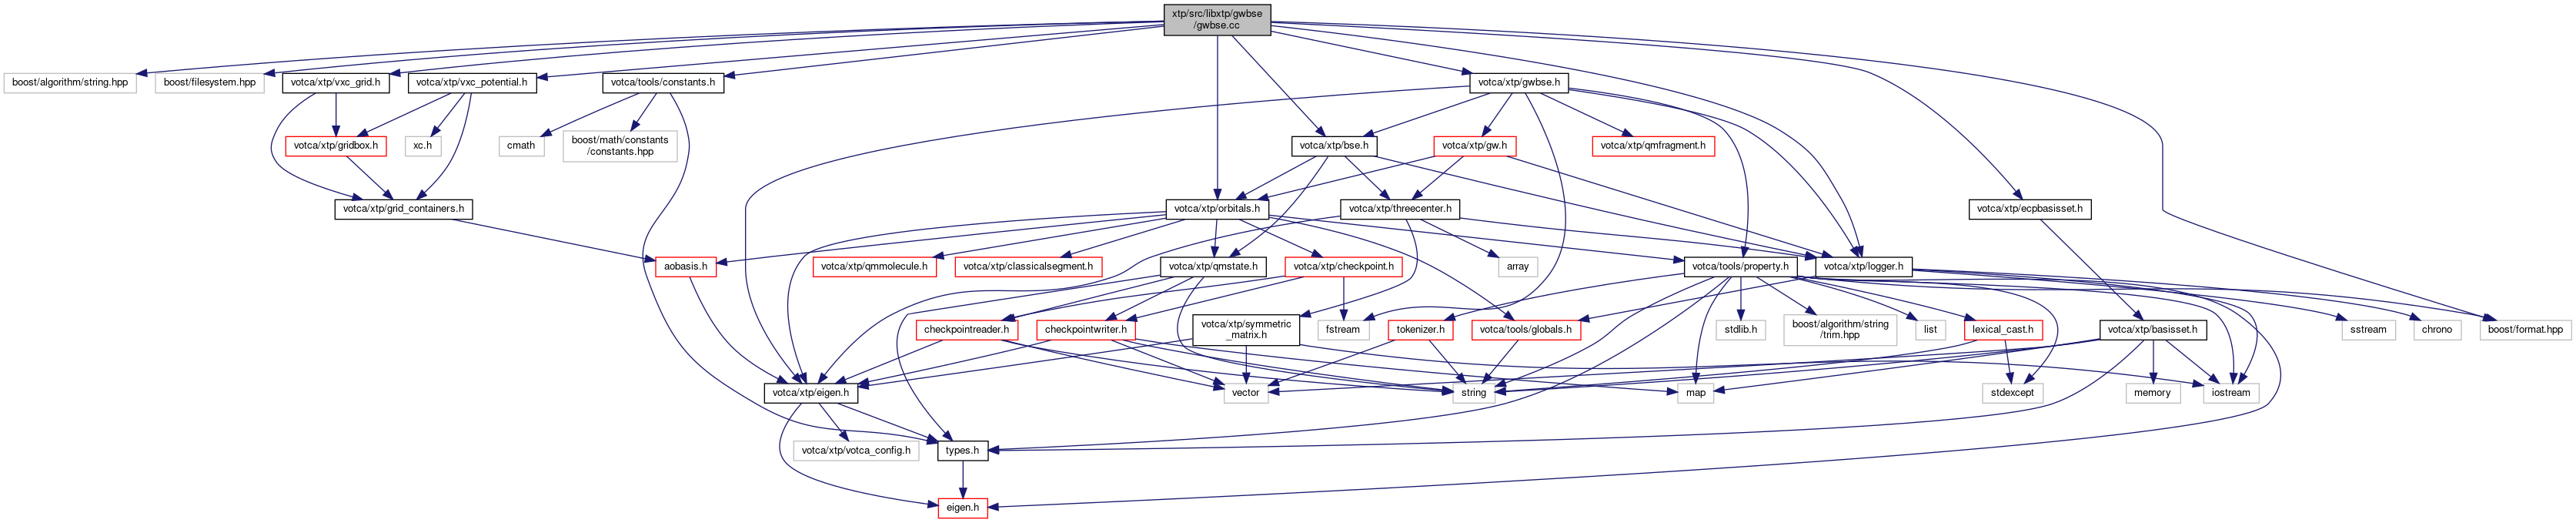 xtp/src/libxtp/gwbse
/gwbse.cc
boost/algorithm/string.hpp
boost/filesystem.hpp
votca/xtp/vxc_grid.h
votca/xtp/vxc_potential.h
votca/tools/constants.h
votca/xtp/gwbse.h
votca/xtp/gridbox.h
xc.h
cmath
boost/math/constants
/constants.hpp
votca/xtp/bse.h
votca/xtp/gw.h
votca/xtp/qmfragment.h
votca/xtp/grid_containers.h
votca/xtp/orbitals.h
votca/xtp/threecenter.h
votca/xtp/ecpbasisset.h
aobasis.h
votca/xtp/qmmolecule.h
votca/xtp/classicalsegment.h
votca/xtp/qmstate.h
votca/xtp/checkpoint.h
array
votca/tools/property.h
votca/xtp/logger.h
checkpointreader.h
checkpointwriter.h
votca/xtp/symmetric
_matrix.h
fstream
tokenizer.h
votca/tools/globals.h
stdlib.h
boost/algorithm/string
/trim.hpp
list
lexical_cast.h
votca/xtp/basisset.h
sstream
chrono
boost/format.hpp
votca/xtp/eigen.h
vector
string
map
stdexcept
memory
iostream
votca/xtp/votca_config.h
types.h
eigen.h